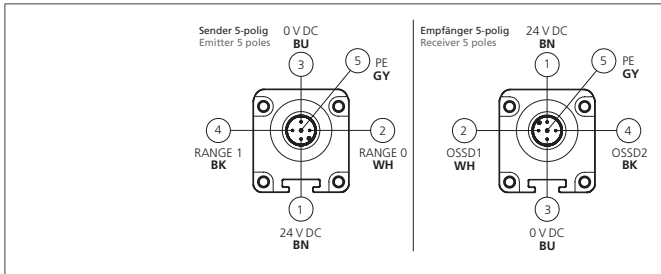 Sender 5-polig
Emitter 5 poles
0 V DC
BU
3
5
PE
GY
4
RANGE 1
BK
2
RANGE 0
WH
1
24 V DC
BN
Empfänger 5-polig
Receiver 5 poles
24 V DC
BN
1
5
PE
GY
2
OSSD1
WH
4
OSSD2
BK
3
0 V DC
BU